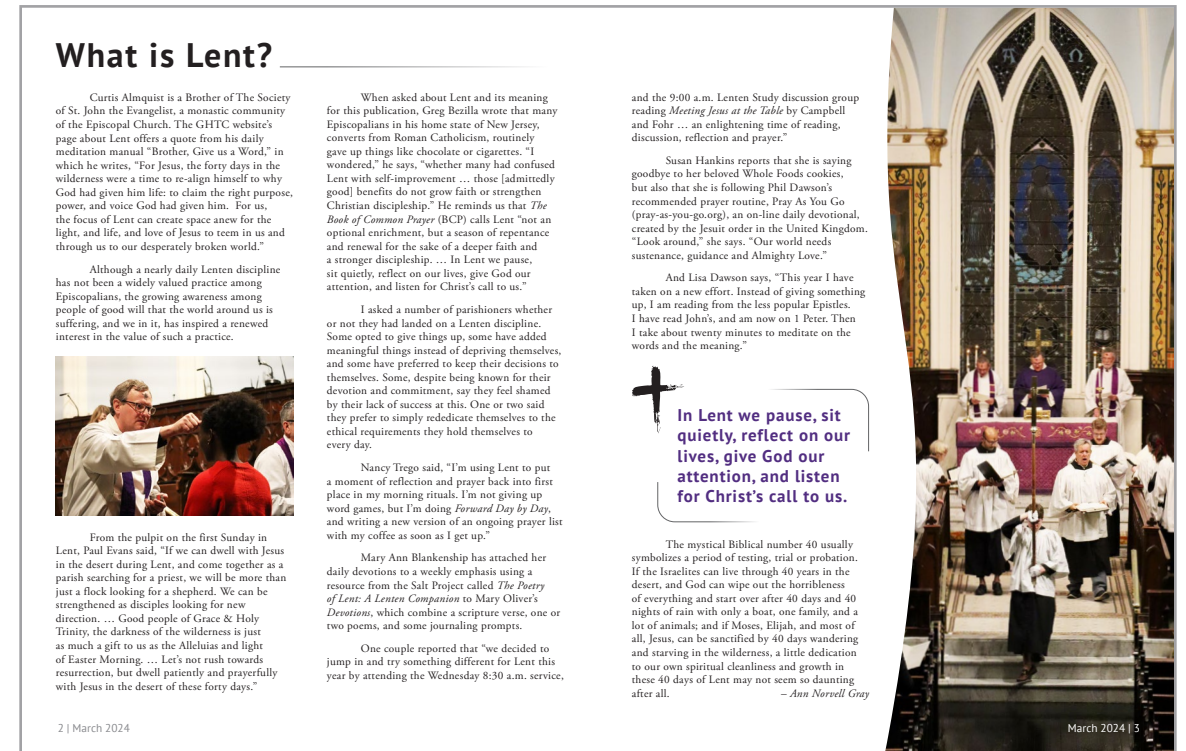 What is Lent?
Curtis Almquist is a Brother of The Society
of St. John the Evangelist, a monastic community
of the Episcopal Church. The GHTC website's
page about Lent offers a quote from his daily
meditation manual "Brother, Give us a Word," in
which he writes, "For Jesus, the forty days in the
wilderness were a time to re-align himself to why
God had given him life: to claim the right purpose,
power, and voice God had given him.  For us,
the focus of Lent can create space anew for the
light, and life, and love of Jesus to teem in us and
through us to our desperately broken world."
Although a nearly daily Lenten discipline
has not been a widely valued practice among
Episcopalians, the growing awareness among
people of good will that the world around us is
suffering, and we in it, has inspired a renewed
interest in the value of such a practice.
From the pulpit on the first Sunday in
Lent, Paul Evans said, "If we can dwell with Jesus
in the desert during Lent, and come together as a
parish searching for a priest, we will be more than
just a flock looking for a shepherd. We can be
strengthened as disciples looking for new
direction. … Good people of Grace & Holy
Trinity, the darkness of the wilderness is just
as much a gift to us as the Alleluias and light
of Easter Morning. … Let's not rush towards
resurrection, but dwell patiently and prayerfully
with Jesus in the desert of these forty days."
When asked about Lent and its meaning
for this publication, Greg Bezilla wrote that many
Episcopalians in his home state of New Jersey,
converts from Roman Catholicism, routinely
gave up things like chocolate or cigarettes. "I
wondered," he says, "whether many had confused
Lent with self-improvement … those [admittedly
good] benefits do not grow faith or strengthen
Christian discipleship." He reminds us that The
Book of Common Prayer (BCP) calls Lent "not an
optional enrichment, but a season of repentance
and renewal for the sake of a deeper faith and
a stronger discipleship. … In Lent we pause,
sit quietly, reflect on our lives, give God our
attention, and listen for Christ's call to us."
I asked a number of parishioners whether
or not they had landed on a Lenten discipline.
Some opted to give things up, some have added
meaningful things instead of depriving themselves,
and some have preferred to keep their decisions to
themselves. Some, despite being known for their
devotion and commitment, say they feel shamed
by their lack of success at this. One or two said
they prefer to simply rededicate themselves to the
ethical requirements they hold themselves to
every day.
Nancy Trego said, "I'm using Lent to put
a moment of reflection and prayer back into first
place in my morning rituals. I'm not giving up
word games, but I'm doing Forward Day by Day,
and writing a new version of an ongoing prayer list
with my coffee as soon as I get up."
Mary Ann Blankenship has attached her
daily devotions to a weekly emphasis using a
resource from the Salt Project called The Poetry
of Lent: A Lenten Companion to Mary Oliver's
Devotions, which combine a scripture verse, one or
two poems, and some journaling prompts.
One couple reported that "we decided to
jump in and try something different for Lent this
year by attending the Wednesday 8:30 a.m. service,
and the 9:00 a.m. Lenten Study discussion group
reading Meeting Jesus at the Table by Campbell
and Fohr … an enlightening time of reading,
discussion, reflection and prayer."
Susan Hankins reports that she is saying
goodbye to her beloved Whole Foods cookies,
but also that she is following Phil Dawson's
recommended prayer routine, Pray As You Go
(pray-as-you-go.org), an on-line daily devotional,
created by the Jesuit order in the United Kingdom.
"Look around," she says. "Our world needs
sustenance, guidance and Almighty Love."
And Lisa Dawson says, "This year I have
taken on a new effort. Instead of giving something
up, I am reading from the less popular Epistles.
I have read John's, and am now on 1 Peter. Then
I take about twenty minutes to meditate on the
words and the meaning."
In Lent we pause, sit
quietly, reflect on our
lives, give God our
attention, and listen
for Christ's call to us.
The mystical Biblical number 40 usually
symbolizes a period of testing, trial or probation.
If the Israelites can live through 40 years in the
desert, and God can wipe out the horribleness
of everything and start over after 40 days and 40
nights of rain with only a boat, one family, and a
lot of animals; and if Moses, Elijah, and most of
all, Jesus, can be sanctified by 40 days wandering
and starving in the wilderness, a little dedication
to our own spiritual cleanliness and growth in
these 40 days of Lent may not seem so daunting
after all. – Ann Norvell Gray
Α Ω
2 | March 2024
March 2024 | 3